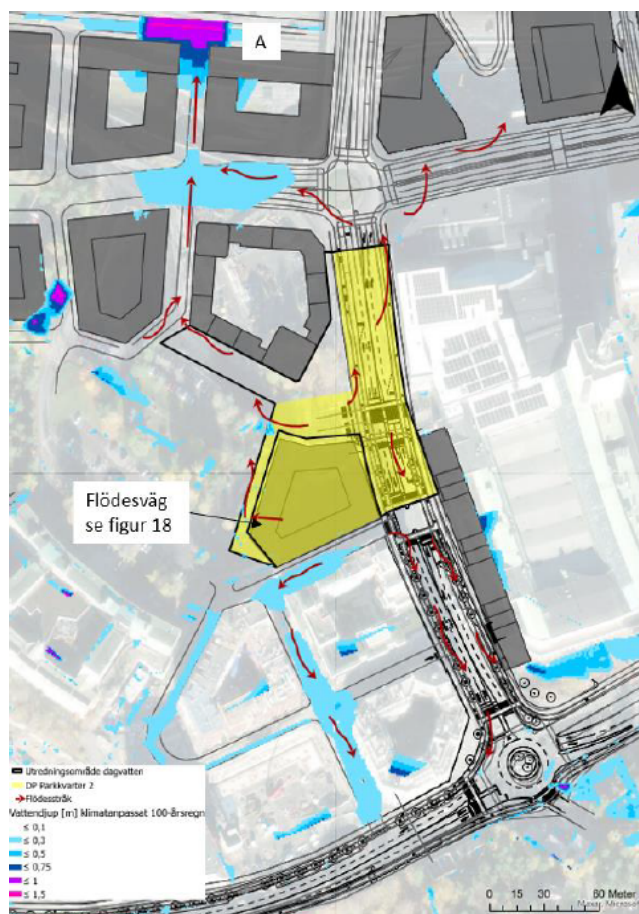 A
N
Flödesväg
se figur 18
Utredningsområde dagvatten
DP Parkkvarter 2
Flödesstråk
Vattendjup [m] klimatanpassat 100-årsregn
≤ 0,1
≤ 0,3
≤ 0,5
≤ 0,75
≤ 1
≤ 1,5
0 15 30 60 Meter